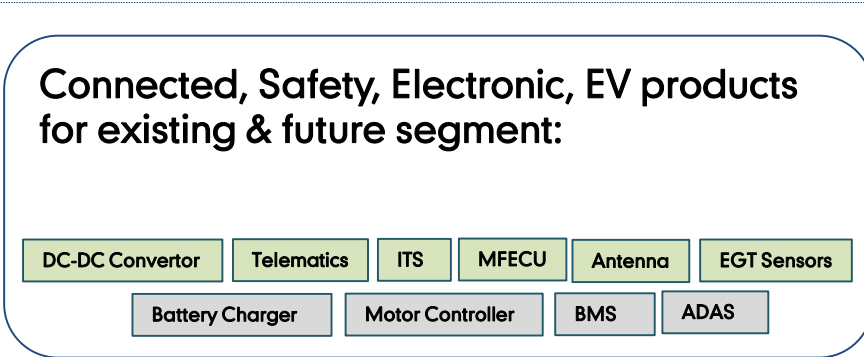 Connected, Safety, Electronic, EV products
for existing & future segment:
DC-DC Convertor Telematics ITS MFECU Antenna EGT Sensors
Battery Charger Motor Controller BMS ADAS